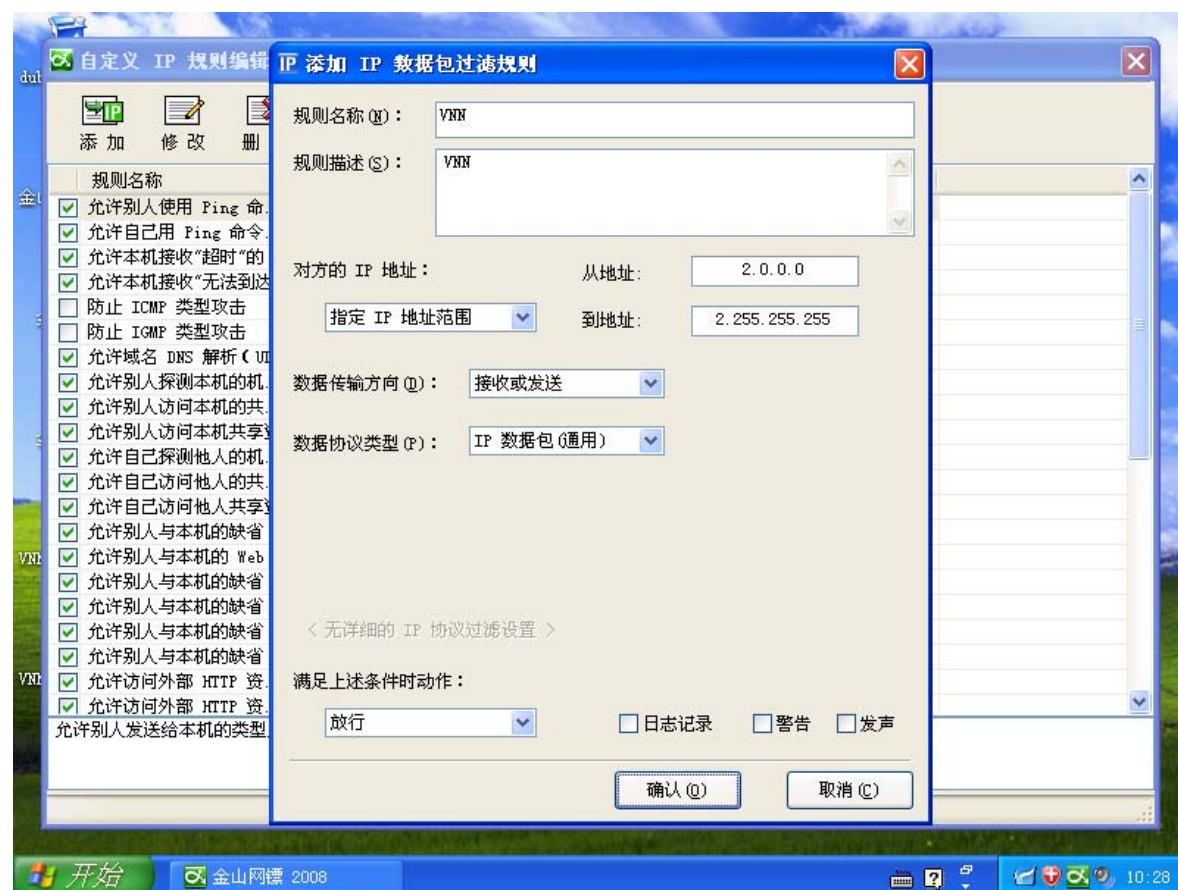 自定义 IP 规则编辑
IP 添加 IP 数据包过滤规则
dub
添加
修改
删
规则名称
允许别人使用 Ping 命..
允许自己用 Ping 命令..
允许本机接收“超时”的
允许本机接收“无法到达
防止 ICMP 类型攻击
防止 IGMP 类型攻击
允许域名 DNS 解析(UD
允许别人探测本机的机..
允许别人访问本机的共..
允许别人访问本机共享资
允许自己探测他人的机..
允许自己访问他人的共..
允许自己访问他人共享资
允许别人与本机的缺省
允许别人与本机的 Web
允许别人与本机的缺省
允许别人与本机的缺省
允许别人与本机的缺省
允许别人与本机的缺省
允许访问外部 HTTP 资..
允许访问外部 HTTP 资..
允许别人发送给本机的类型
规则名称(N): VNN
规则描述(S): VNN
对方的 IP 地址:
从地址: 2.0.0.0
指定 IP 地址范围
到地址: 2.255.255.255
数据传输方向(D): 接收或发送
数据协议类型(P): IP 数据包(通用)
< 无详细的 IP 协议过滤设置 >
满足上述条件时动作:
放行
日志记录
警告
发声
确认(O)
取消(C)
金山
VNN
VNN
开始
金山网镖 2008
10:28